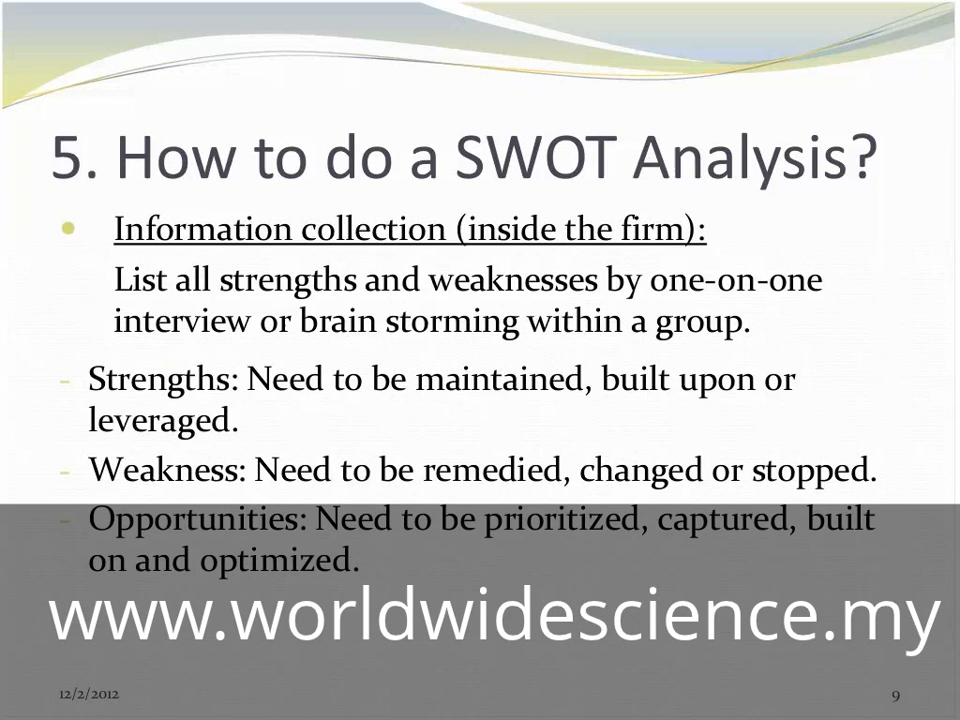 5. How to do a SWOT Analysis?
Information collection (inside the firm):
List all strengths and weaknesses by one-on-one
interview or brain storming within a group.
- Strengths: Need to be maintained, built upon or
leveraged.
- Weakness: Need to be remedied, changed or stopped.
- Opportunities: Need to be prioritized, captured, built
on and optimized.
www.worldwidescience.my
12/2/2012
9